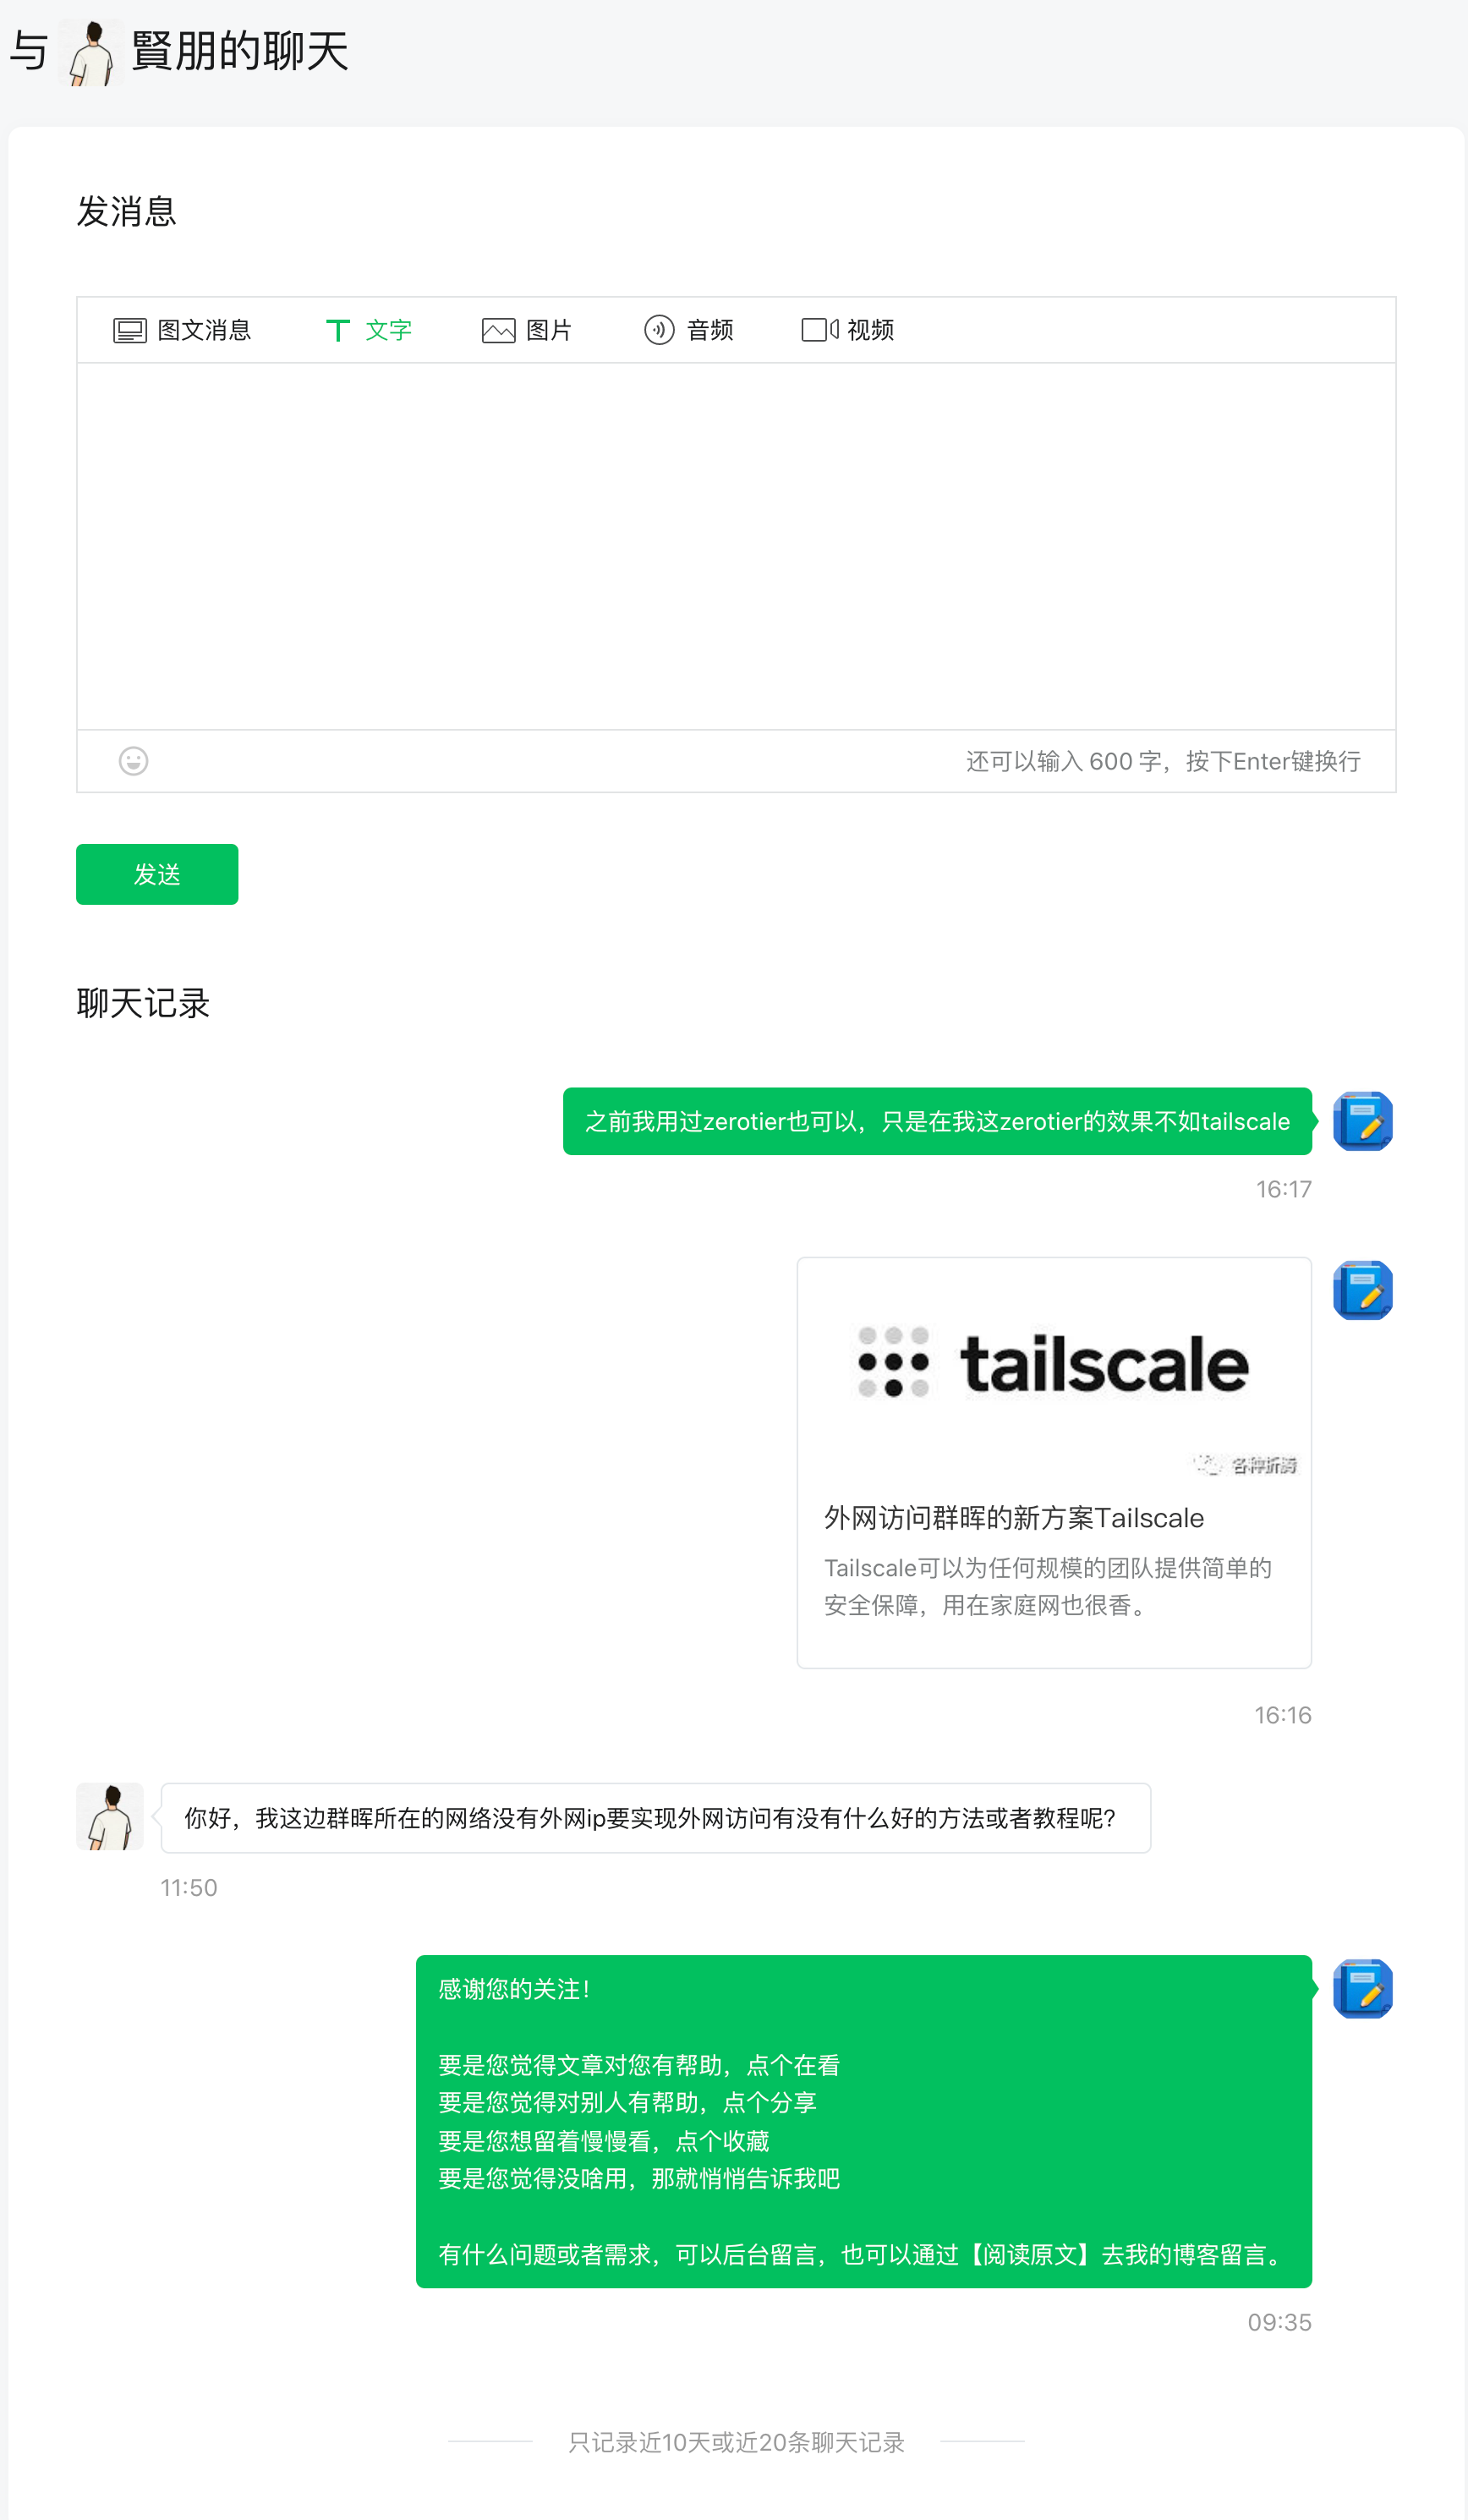 与 賢朋的聊天
发消息
图文消息 文字 图片 音频 视频
还可以输入 600 字，按下Enter键换行
发送
聊天记录
之前我用过zerotier也可以，只是在我这zerotier的效果不如tailscale
16:17
tailscale
各种折腾
外网访问群晖的新方案Tailscale
Tailscale可以为任何规模的团队提供简单的
安全保障，用在家庭网也很香。
16:16
你好，我这边群晖所在的网络没有外网ip要实现外网访问有没有什么好的方法或者教程呢？
11:50
感谢您的关注！
要是您觉得文章对您有帮助，点个在看
要是您觉得对别人有帮助，点个分享
要是您想留着慢慢看，点个收藏
要是您觉得没啥用，那就悄悄告诉我吧
有什么问题或者需求，可以后台留言，也可以通过【阅读原文】去我的博客留言。
09:35
只记录近10天或近20条聊天记录